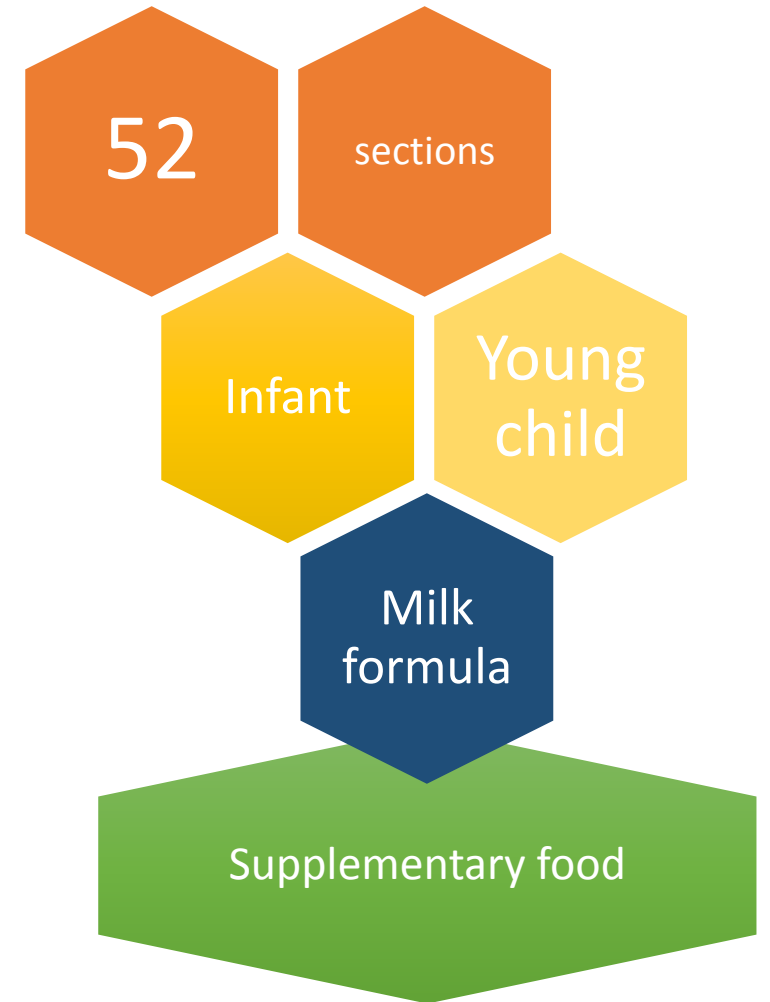 52
sections
Infant
Young
child
Milk
formula
Supplementary food